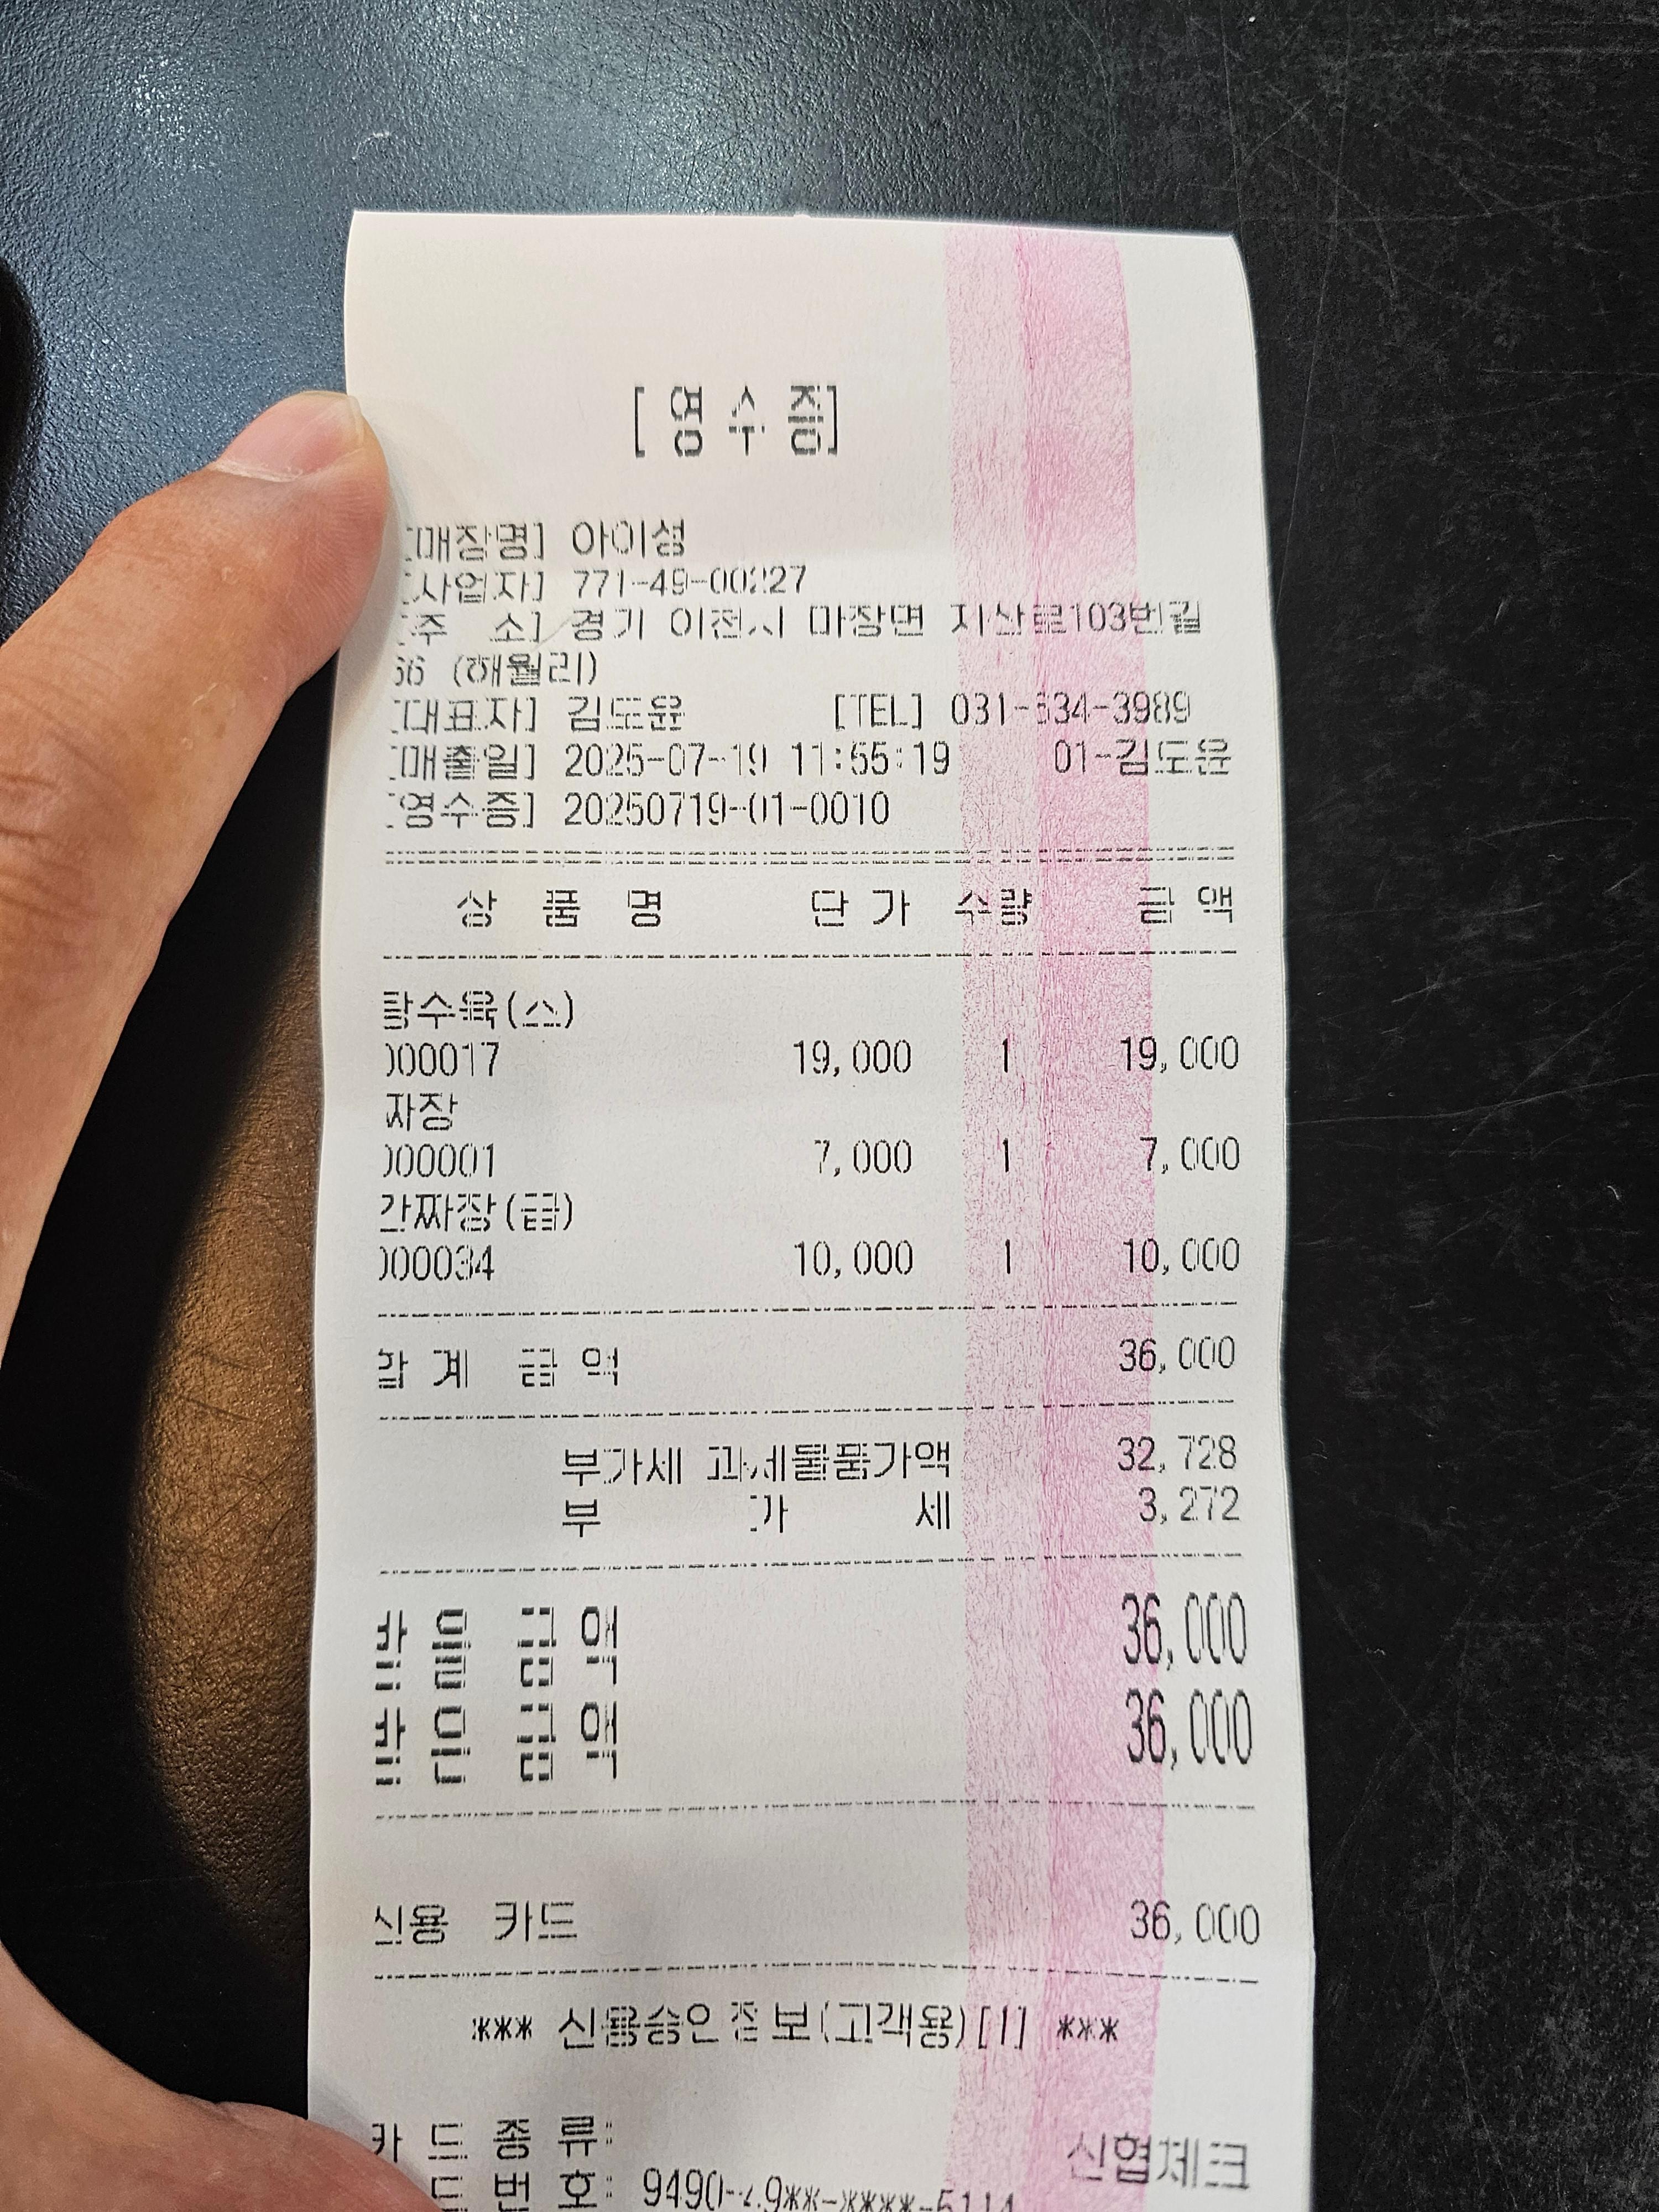 [ 영 수 증]
[매장명] 아이성
[사업자] 771-49-00227
[주 소] 경기 이천시 마장면 지산로103번길
66 (해월리)
[대표자] 김도윤 [TEL] 031-634-3989
[매출일] 2025-07-19 11:55:19 01-김도윤
[영수증] 20250719-01-0010
상 품 명 단 가 수량 금 액
탕수육(소)
000017 19,000 1 19,000
짜장
000001 7,000 1 7,000
간짜장(곱)
000034 10,000 1 10,000
합 계 금 액 36,000
부가세 과세물품가액 32,728
부 가 세 3,272
받 을 금 액 36,000
받 은 금 액 36,000
신용 카드 36,000
*** 신용승인정보(고객용)[1] ***
카 드 종 류: 신협체크
드 번 호: